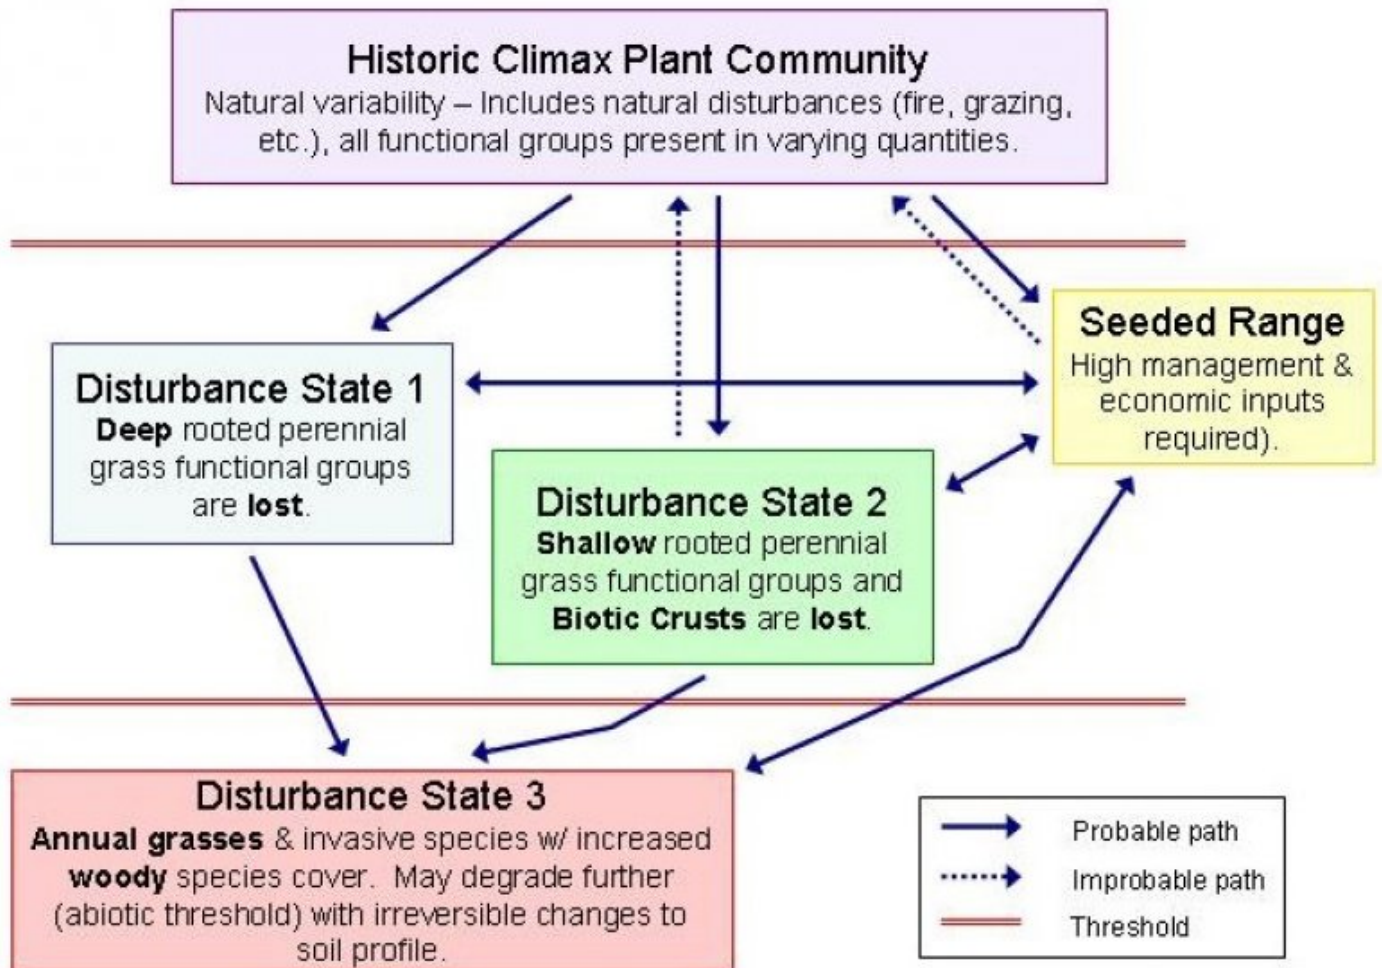 Historic Climax Plant Community
Natural variability – Includes natural disturbances (fire, grazing,
etc.), all functional groups present in varying quantities.
Seeded Range
High management &
economic inputs
required).
Disturbance State 1
Deep rooted perennial
grass functional groups
are lost.
Disturbance State 2
Shallow rooted perennial
grass functional groups and
Biotic Crusts are lost.
Disturbance State 3
Annual grasses & invasive species w/ increased
woody species cover. May degrade further
(abiotic threshold) with irreversible changes to
soil profile.
Probable path
Improbable path
Threshold